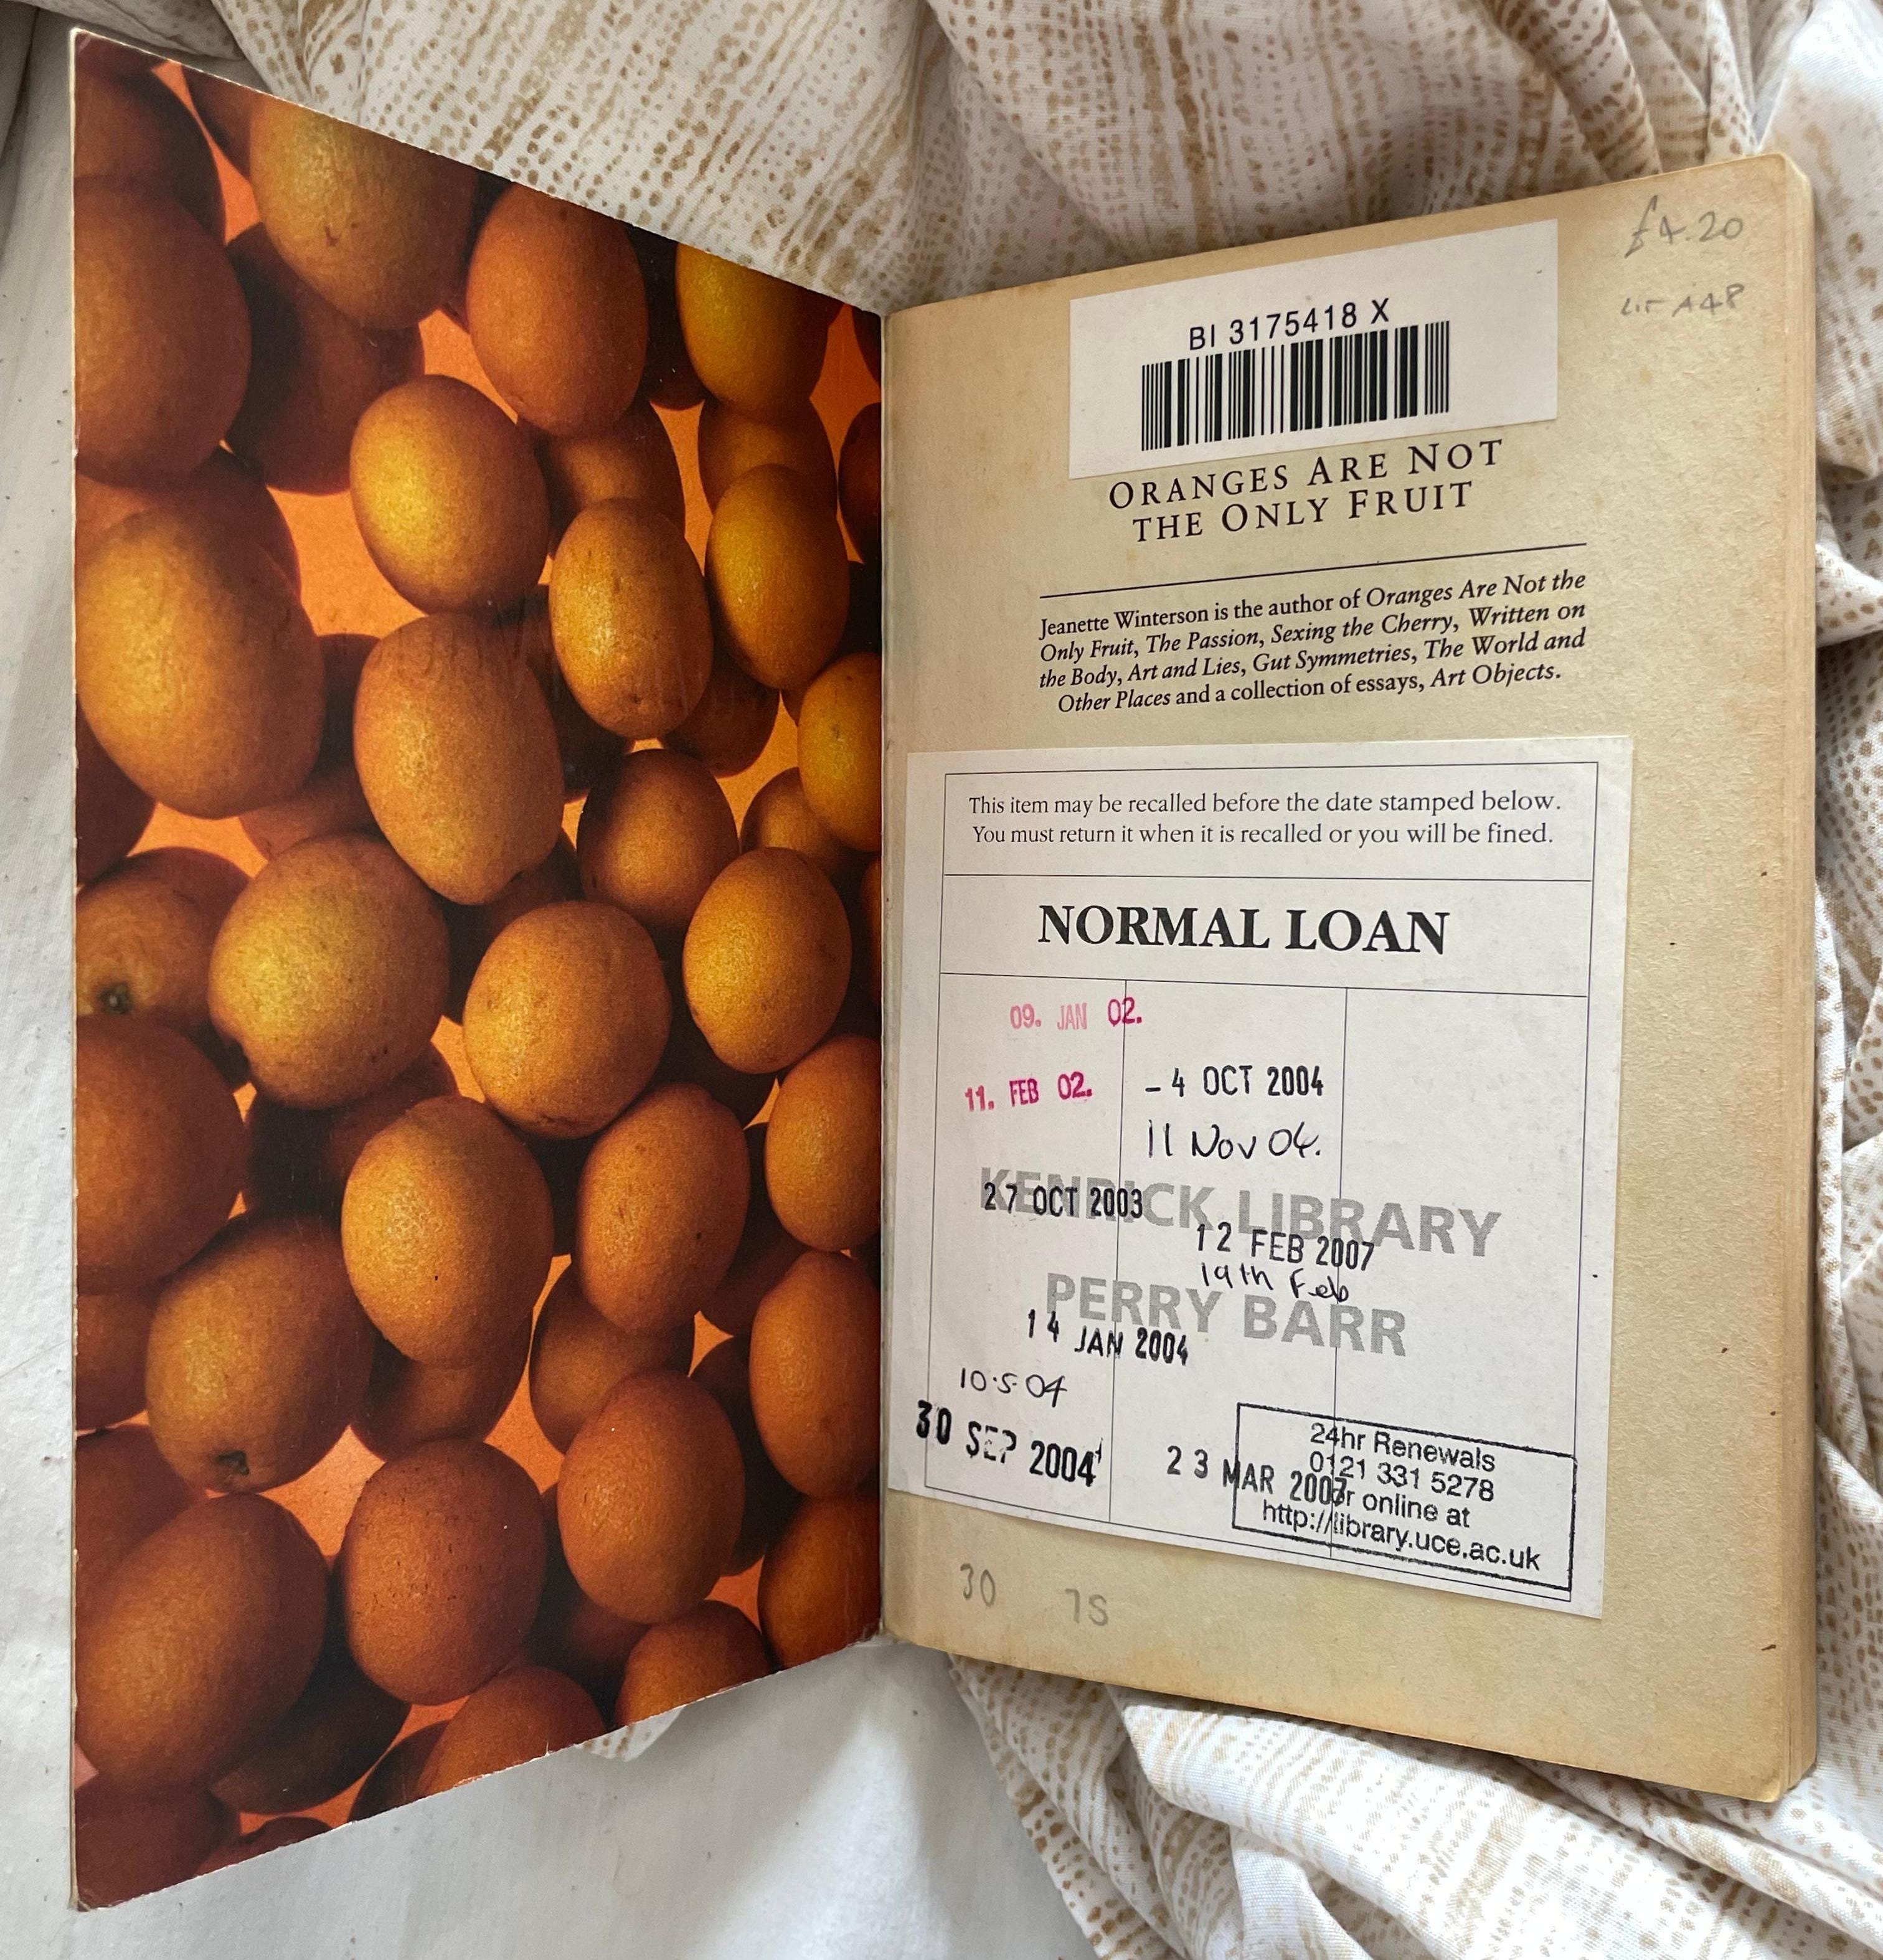 £4.20
LIT A48
BI 3175418 X
ORANGES ARE NOT
THE ONLY FRUIT
Jeanette Winterson is the author of Oranges Are Not the
Only Fruit, The Passion, Sexing the Cherry, Written on
the Body, Art and Lies, Gut Symmetries, The World and
Other Places and a collection of essays, Art Objects.
This item may be recalled before the date stamped below.
You must return it when it is recalled or you will be fined.
NORMAL LOAN
09. JAN 02.
11. FEB 02.
27 OCT 2003
14 JAN 2004
10.5.04
30 SEP 2004
- 4 OCT 2004
11 Nov 04.
KENRICK LIBRARY
12 FEB 2007
19th Feb
PERRY BARR
23 MAR 2007
24hr Renewals
0121 331 5278
or online at
http://library.uce.ac.uk
30 7S